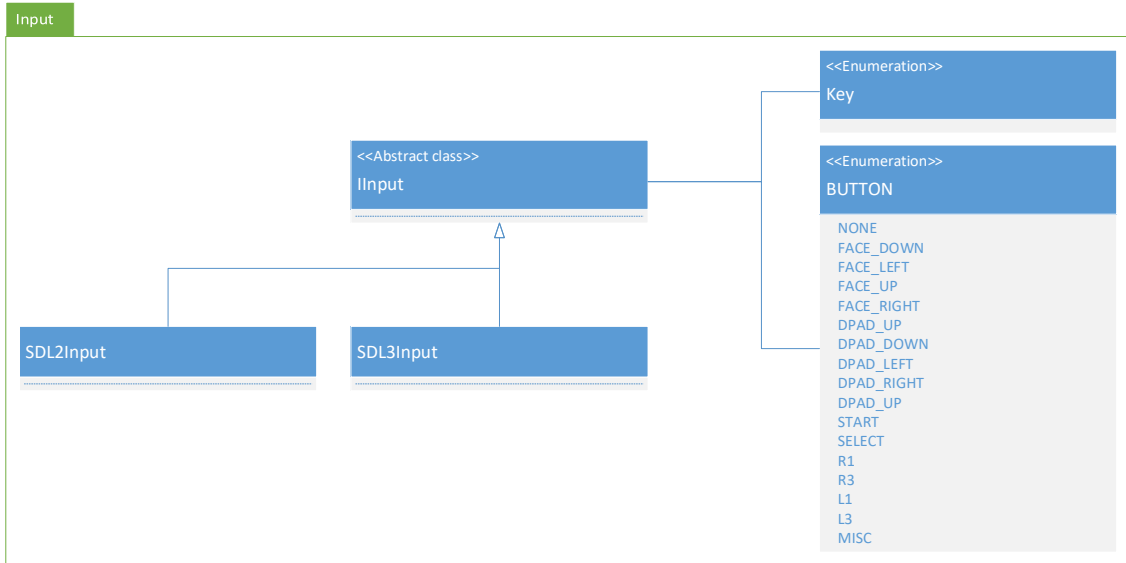 Input
<<Enumeration>>
Key
<<Abstract class>>
IInput
<<Enumeration>>
BUTTON
NONE
FACE_DOWN
FACE_LEFT
FACE_UP
FACE_RIGHT
DPAD_UP
DPAD_DOWN
DPAD_LEFT
DPAD_RIGHT
DPAD_UP
START
SELECT
R1
R3
L1
L3
MISC
SDL2Input
SDL3Input